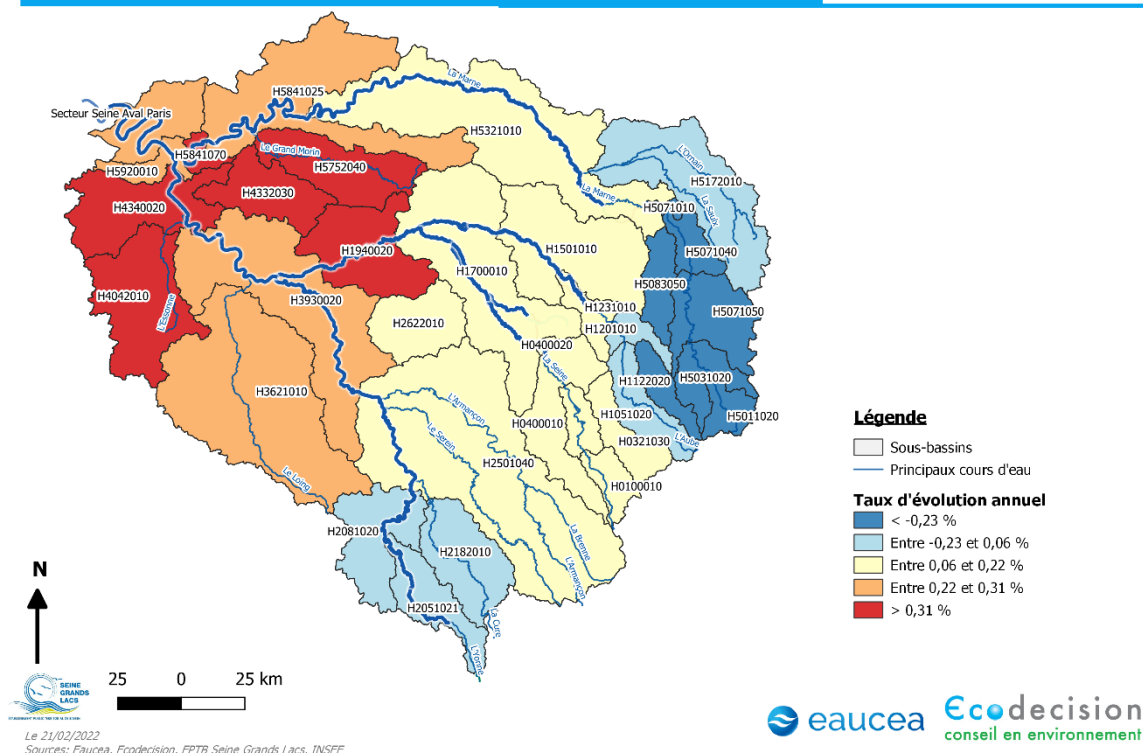 La Marne
H5841025
Secteur Seine Aval Paris
H5321010
L'Ornain
H5841070
Le Grand Morin
H5752040
H5920010
H5172010
H4332030
La Marne
La Saulx
H4340020
H5071010
H1940020
H1501010
H5071040
H1700010
H5083050
H4042010
L'Essonne
H3930020
H1231010
H5071050
H2622010
H1201010
H0400020
La Seine
H1122020
H5031020
H3621010
L'Armançon
H1051020
H5011020
Le Serein
H0400010
L'Aube
H0321030
H2501040
Le Loing
H0100010
H2081020
La Brenne
H2182010
L'Armançon
H2051021
La Cure
L'Yonne
Légende
Sous-bassins
Principaux cours d'eau
Taux d'évolution annuel
< -0,23 %
Entre -0,23 et 0,06 %
Entre 0,06 et 0,22 %
Entre 0,22 et 0,31 %
> 0,31 %
N
SEINE
GRANDS
LACS
25 0 25 km
eaucea
Ecodecision
conseil en environnement
Le 21/02/2022
Sources: Eaucea, Ecodecision, EPTB Seine Grands Lacs, INSEE